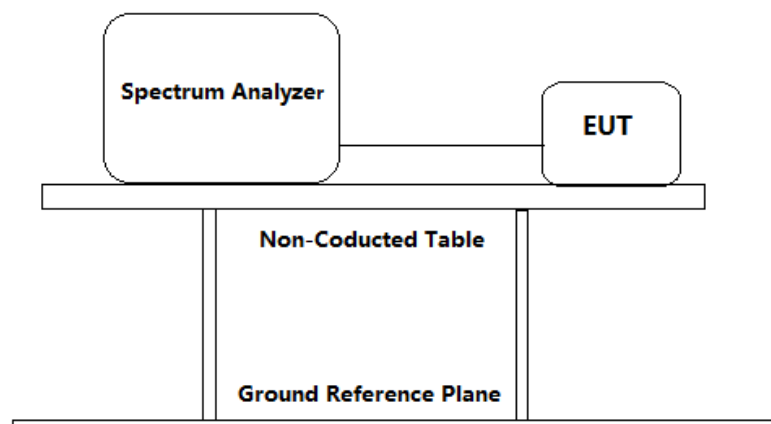 Spectrum Analyzer
EUT
Non-Coducted Table
Ground Reference Plane